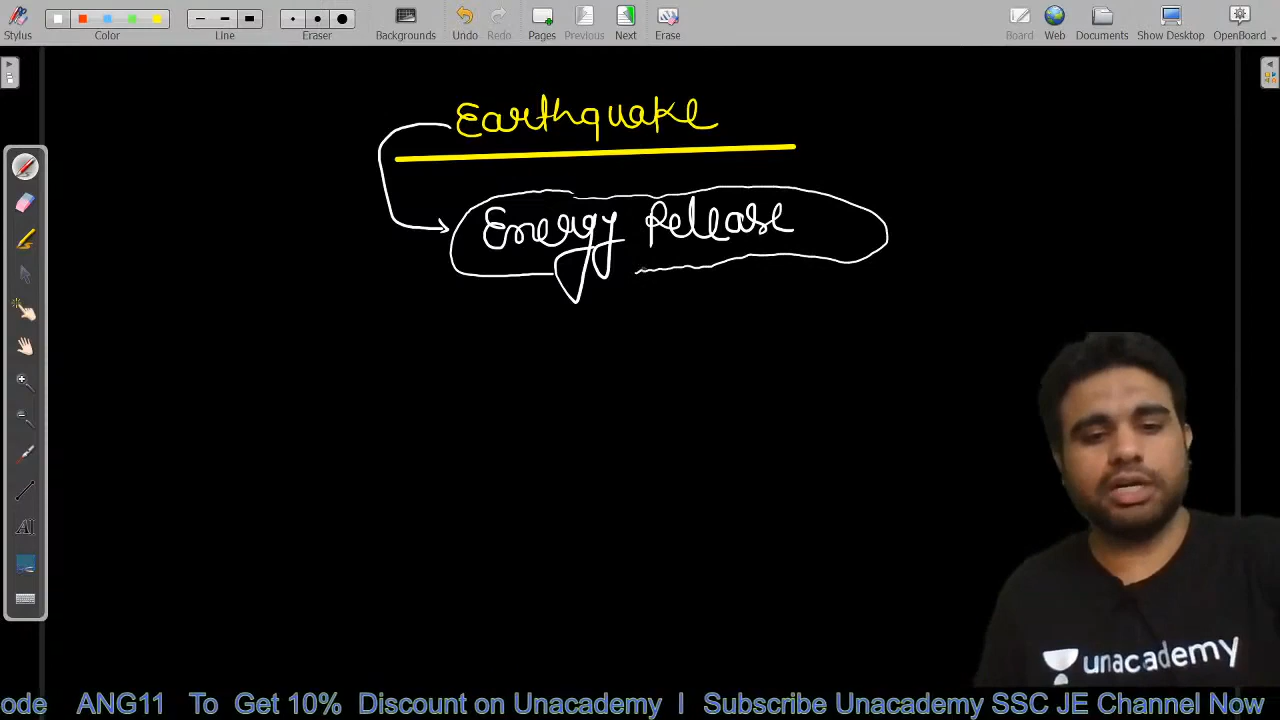 Stylus
Color
Line
Eraser
Backgrounds
Undo
Redo
Pages
Previous
Next
Erase
Board
Web
Documents
Show Desktop
OpenBoard
Earthquake
Energy Release
AI
unacademy
ode ANG11 To Get 10% Discount on Unacademy I Subscribe Unacademy SSC JE Channel Now